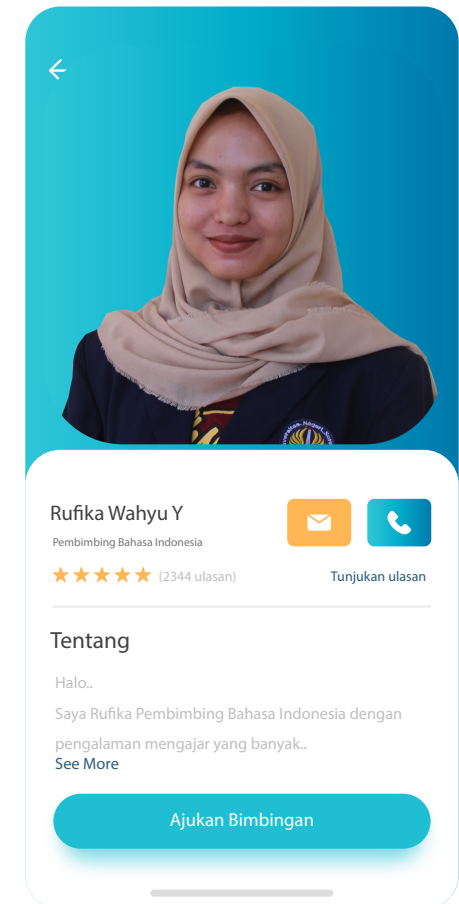 Rufika Wahyu Y
Pembimbing Bahasa Indonesia
(2344 ulasan)
Tunjukan ulasan
Tentang
Halo..
Saya Rufika Pembimbing Bahasa Indonesia dengan
pengalaman mengajar yang banyak..
See More
Ajukan Bimbingan